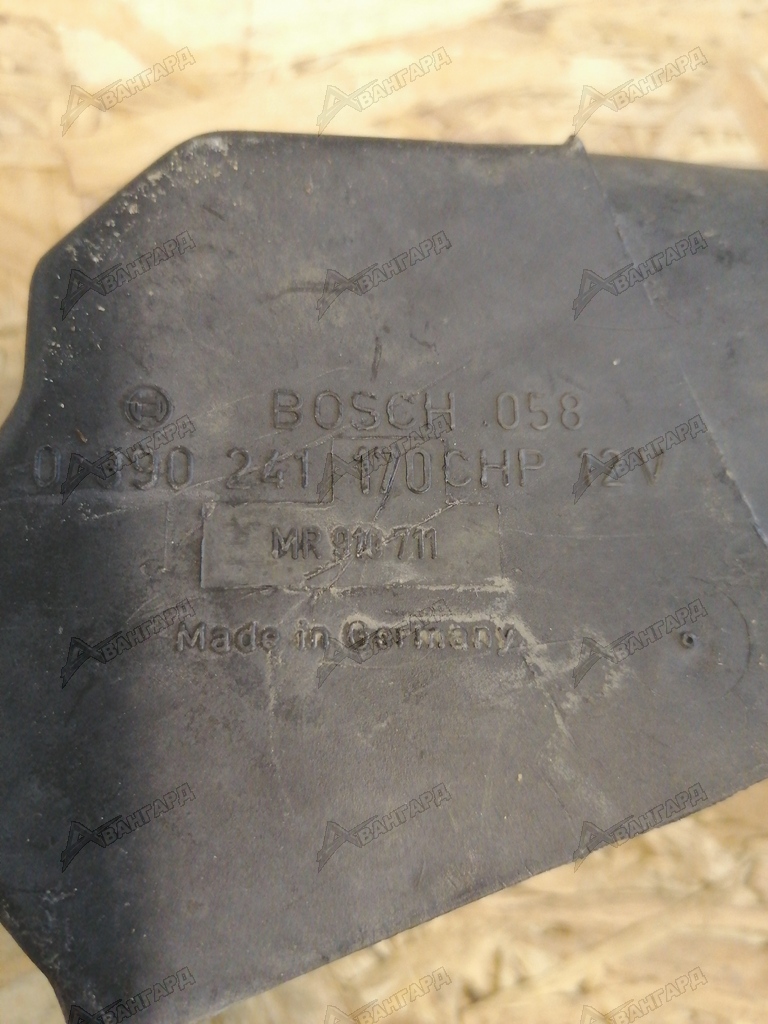 BOSCH 058
0 390 241 170 CHP 12V
MR 910 711
Made in Germany
АВАНГАРД